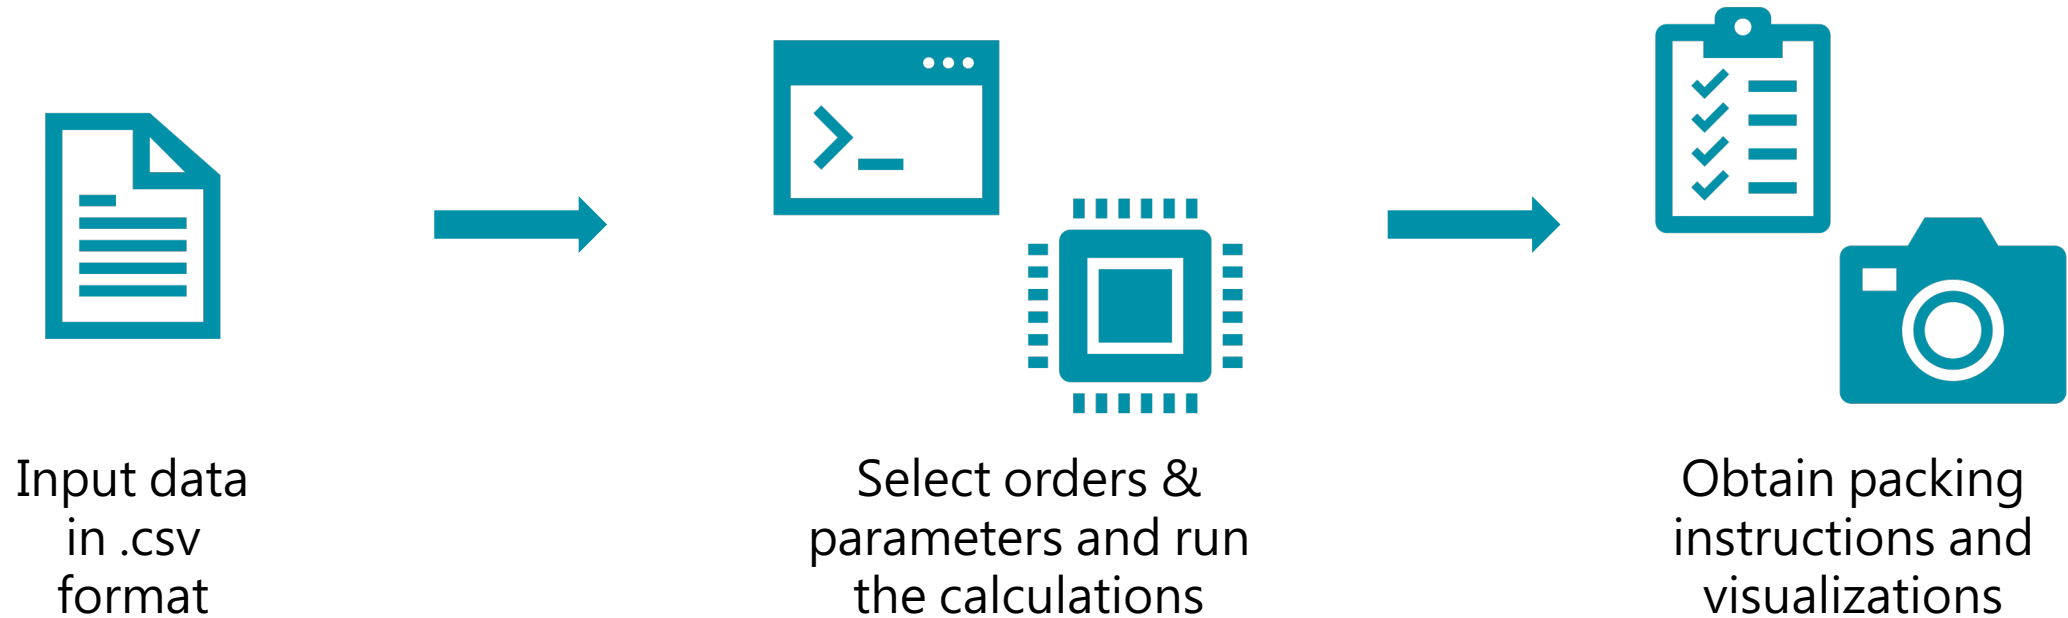 Input data
in .csv
format
Select orders &
parameters and run
the calculations
Obtain packing
instructions and
visualizations